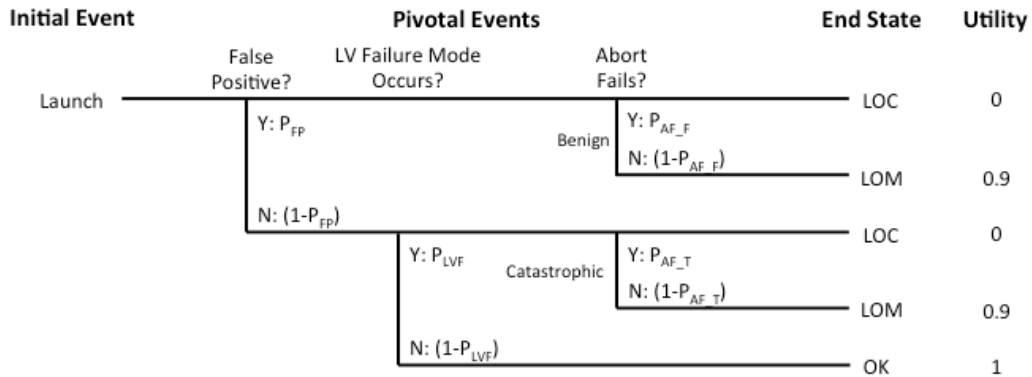 Initial Event Pivotal Events End State Utility
False Positive?
LV Failure Mode Occurs?
Abort Fails?
Launch LOC 0
Y: P_FP
Y: P_AF_F
Benign
N: (1-P_AF_F)
LOM 0.9
N: (1-P_FP)
LOC 0
Y: P_LVF
Y: P_AF_T
Catastrophic
N: (1-P_AF_T)
LOM 0.9
N: (1-P_LVF)
OK 1